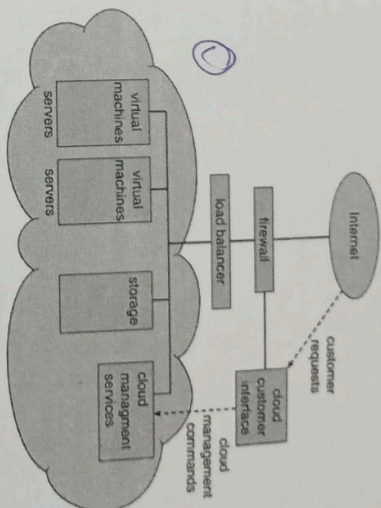 Internet
customer
requests
firewall
cloud
customer
interface
load balancer
cloud
management
commands
virtual
machines
servers
virtual
machines
servers
storage
cloud
managment
services